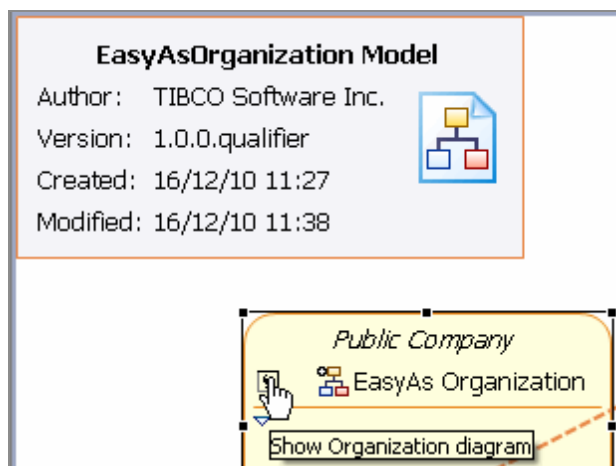 EasyAsOrganization Model
Author: TIBCO Software Inc.
Version: 1.0.0.qualifier
Created: 16/12/10 11:27
Modified: 16/12/10 11:38
Public Company
EasyAs Organization
Show Organization diagram